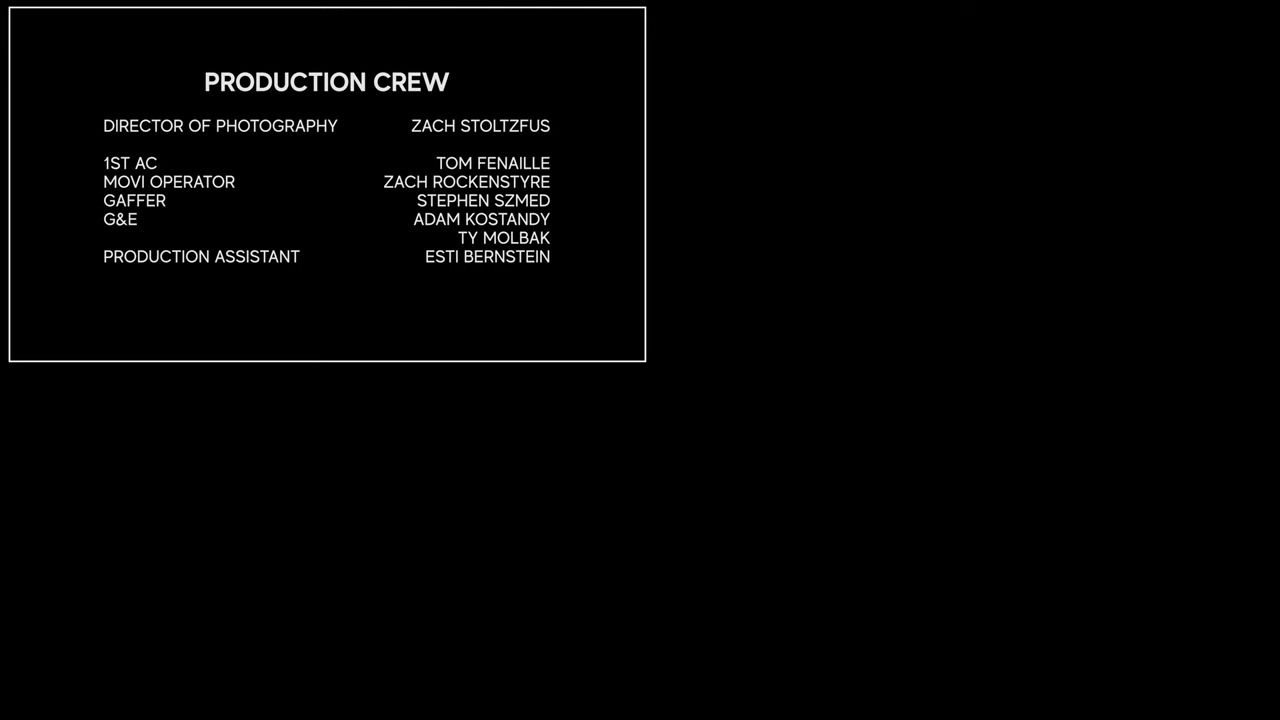 PRODUCTION CREW
DIRECTOR OF PHOTOGRAPHY ZACH STOLTZFUS
1ST AC TOM FENAILLE
MOVI OPERATOR ZACH ROCKENSTYRE
GAFFER STEPHEN SZMED
G&E ADAM KOSTANDY
TY MOLBAK
PRODUCTION ASSISTANT ESTI BERNSTEIN